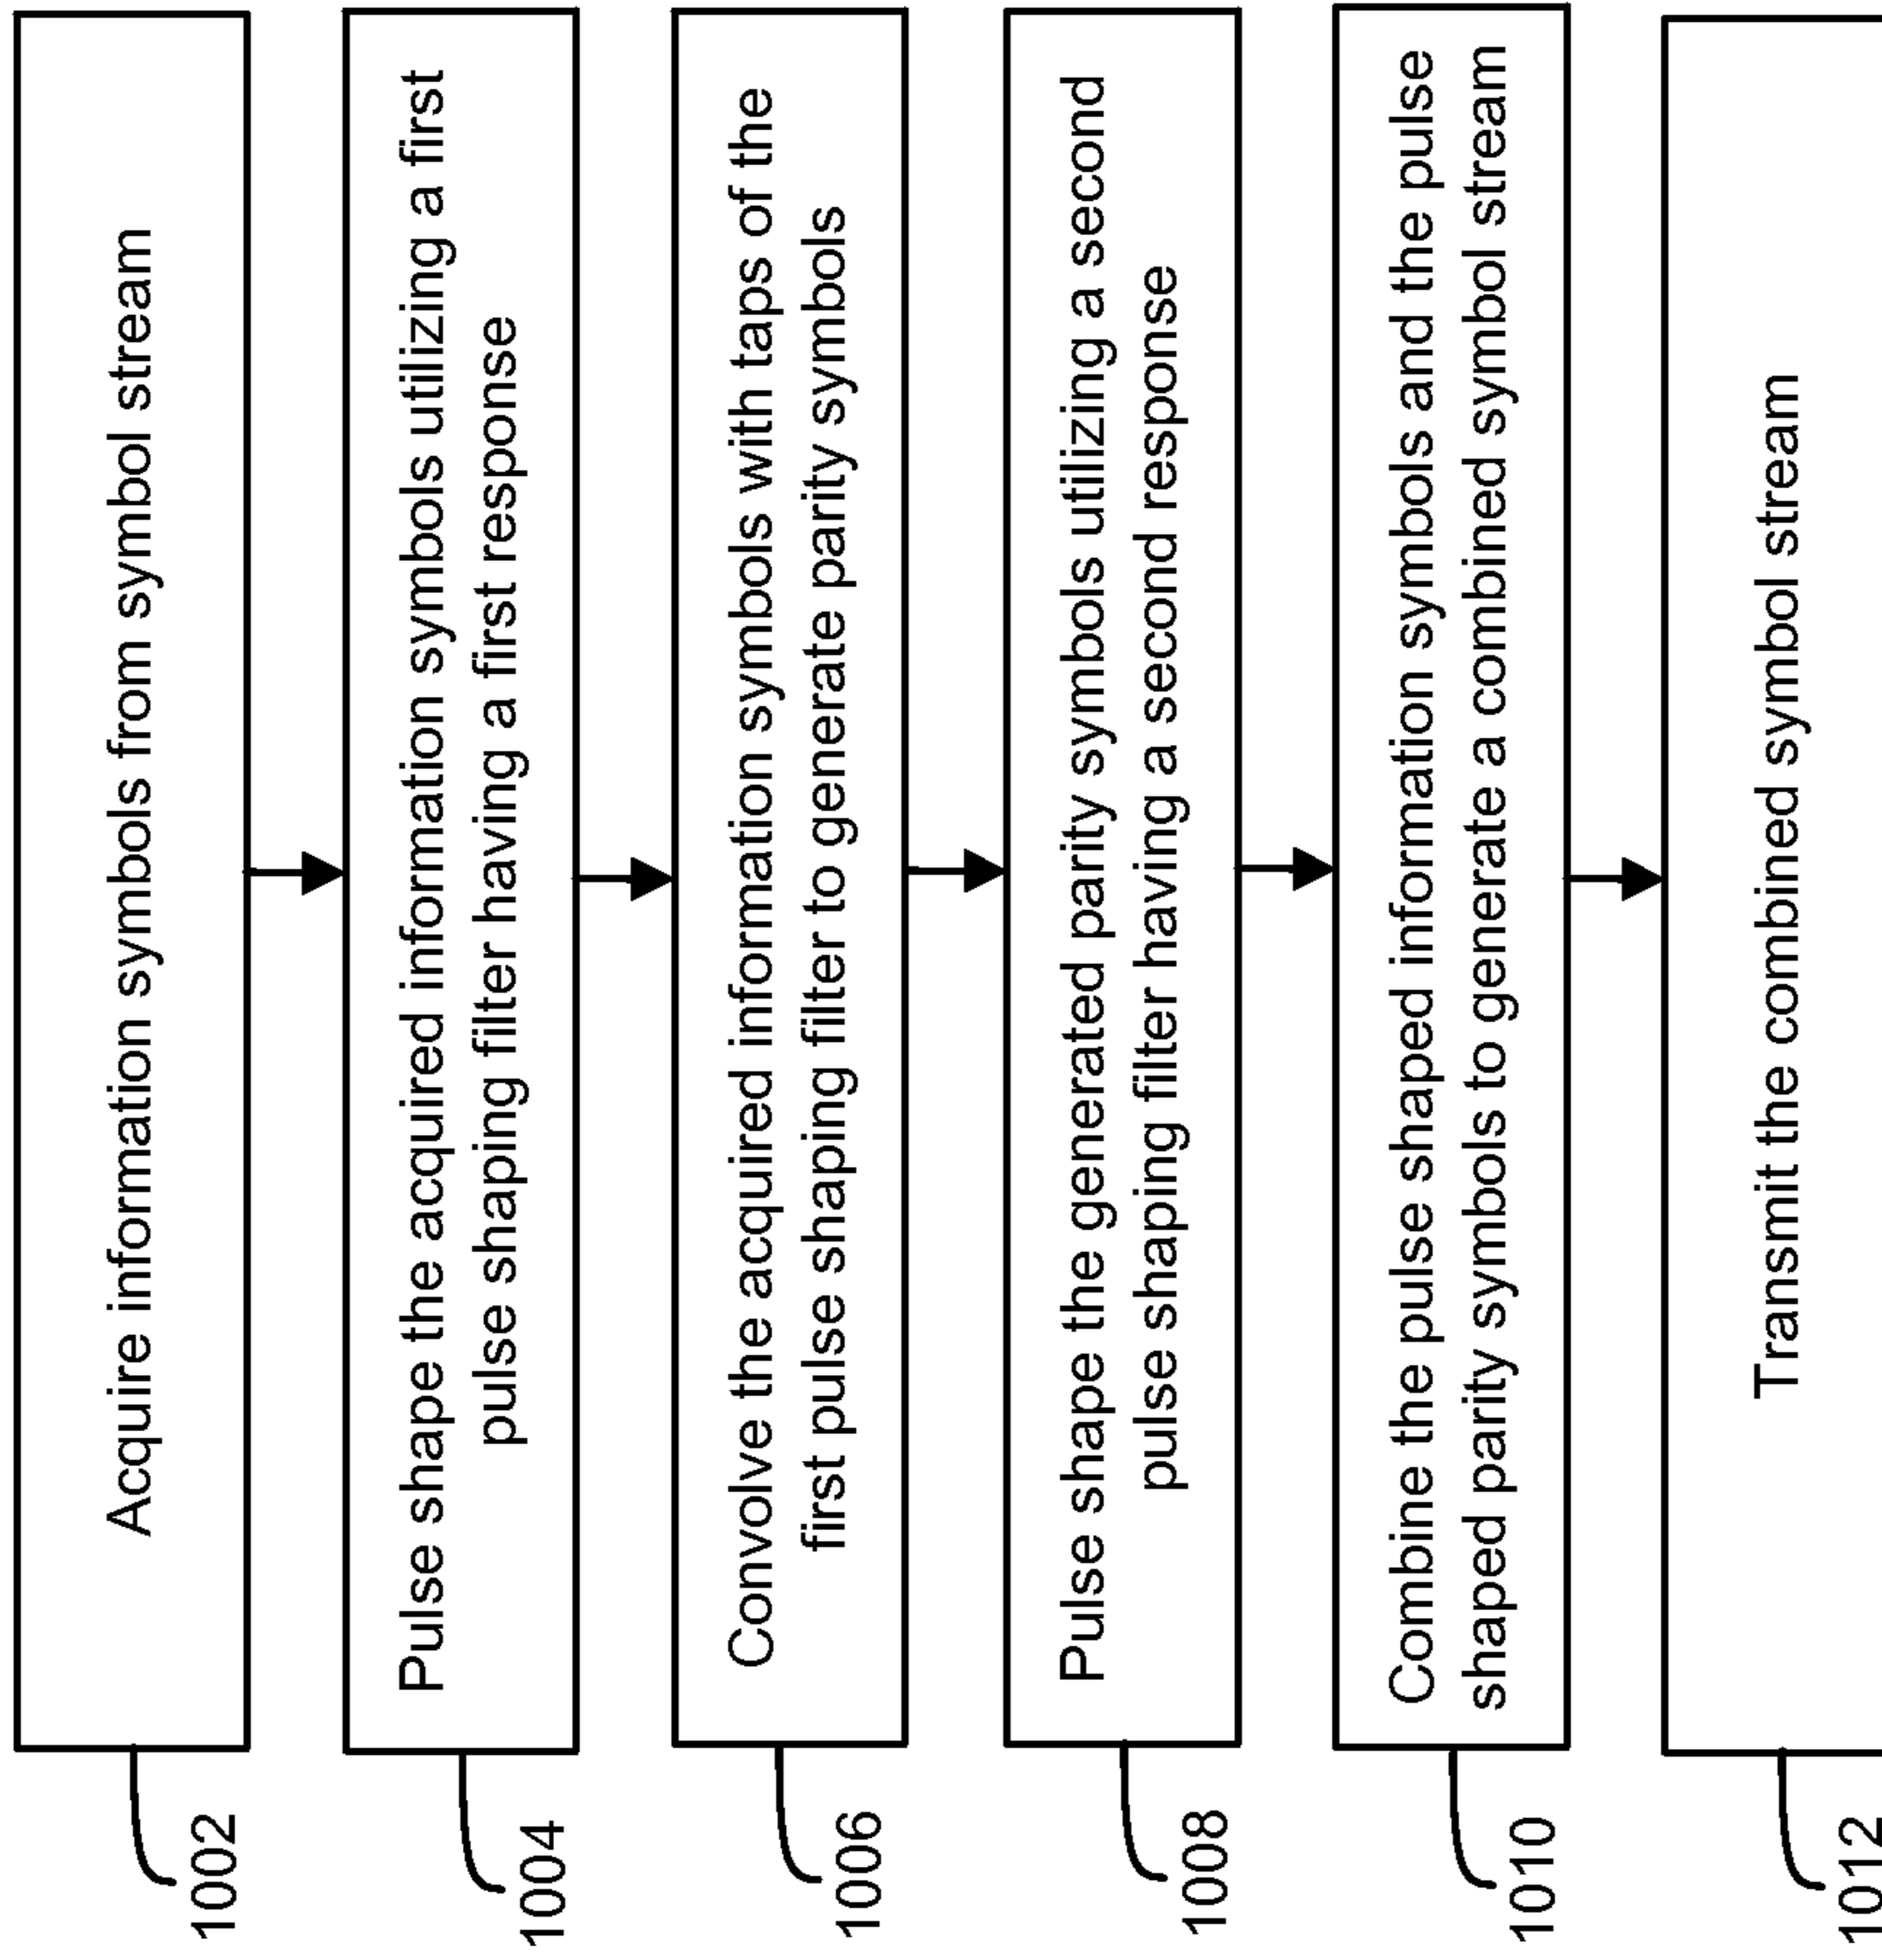 1002
Acquire information symbols from symbol stream
1004
Pulse shape the acquired information symbols utilizing a first
pulse shaping filter having a first response
1006
Convolve the acquired information symbols with taps of the
first pulse shaping filter to generate parity symbols
1008
Pulse shape the generated parity symbols utilizing a second
pulse shaping filter having a second response
1010
Combine the pulse shaped information symbols and the pulse
shaped parity symbols to generate a combined symbol stream
1012
Transmit the combined symbol stream